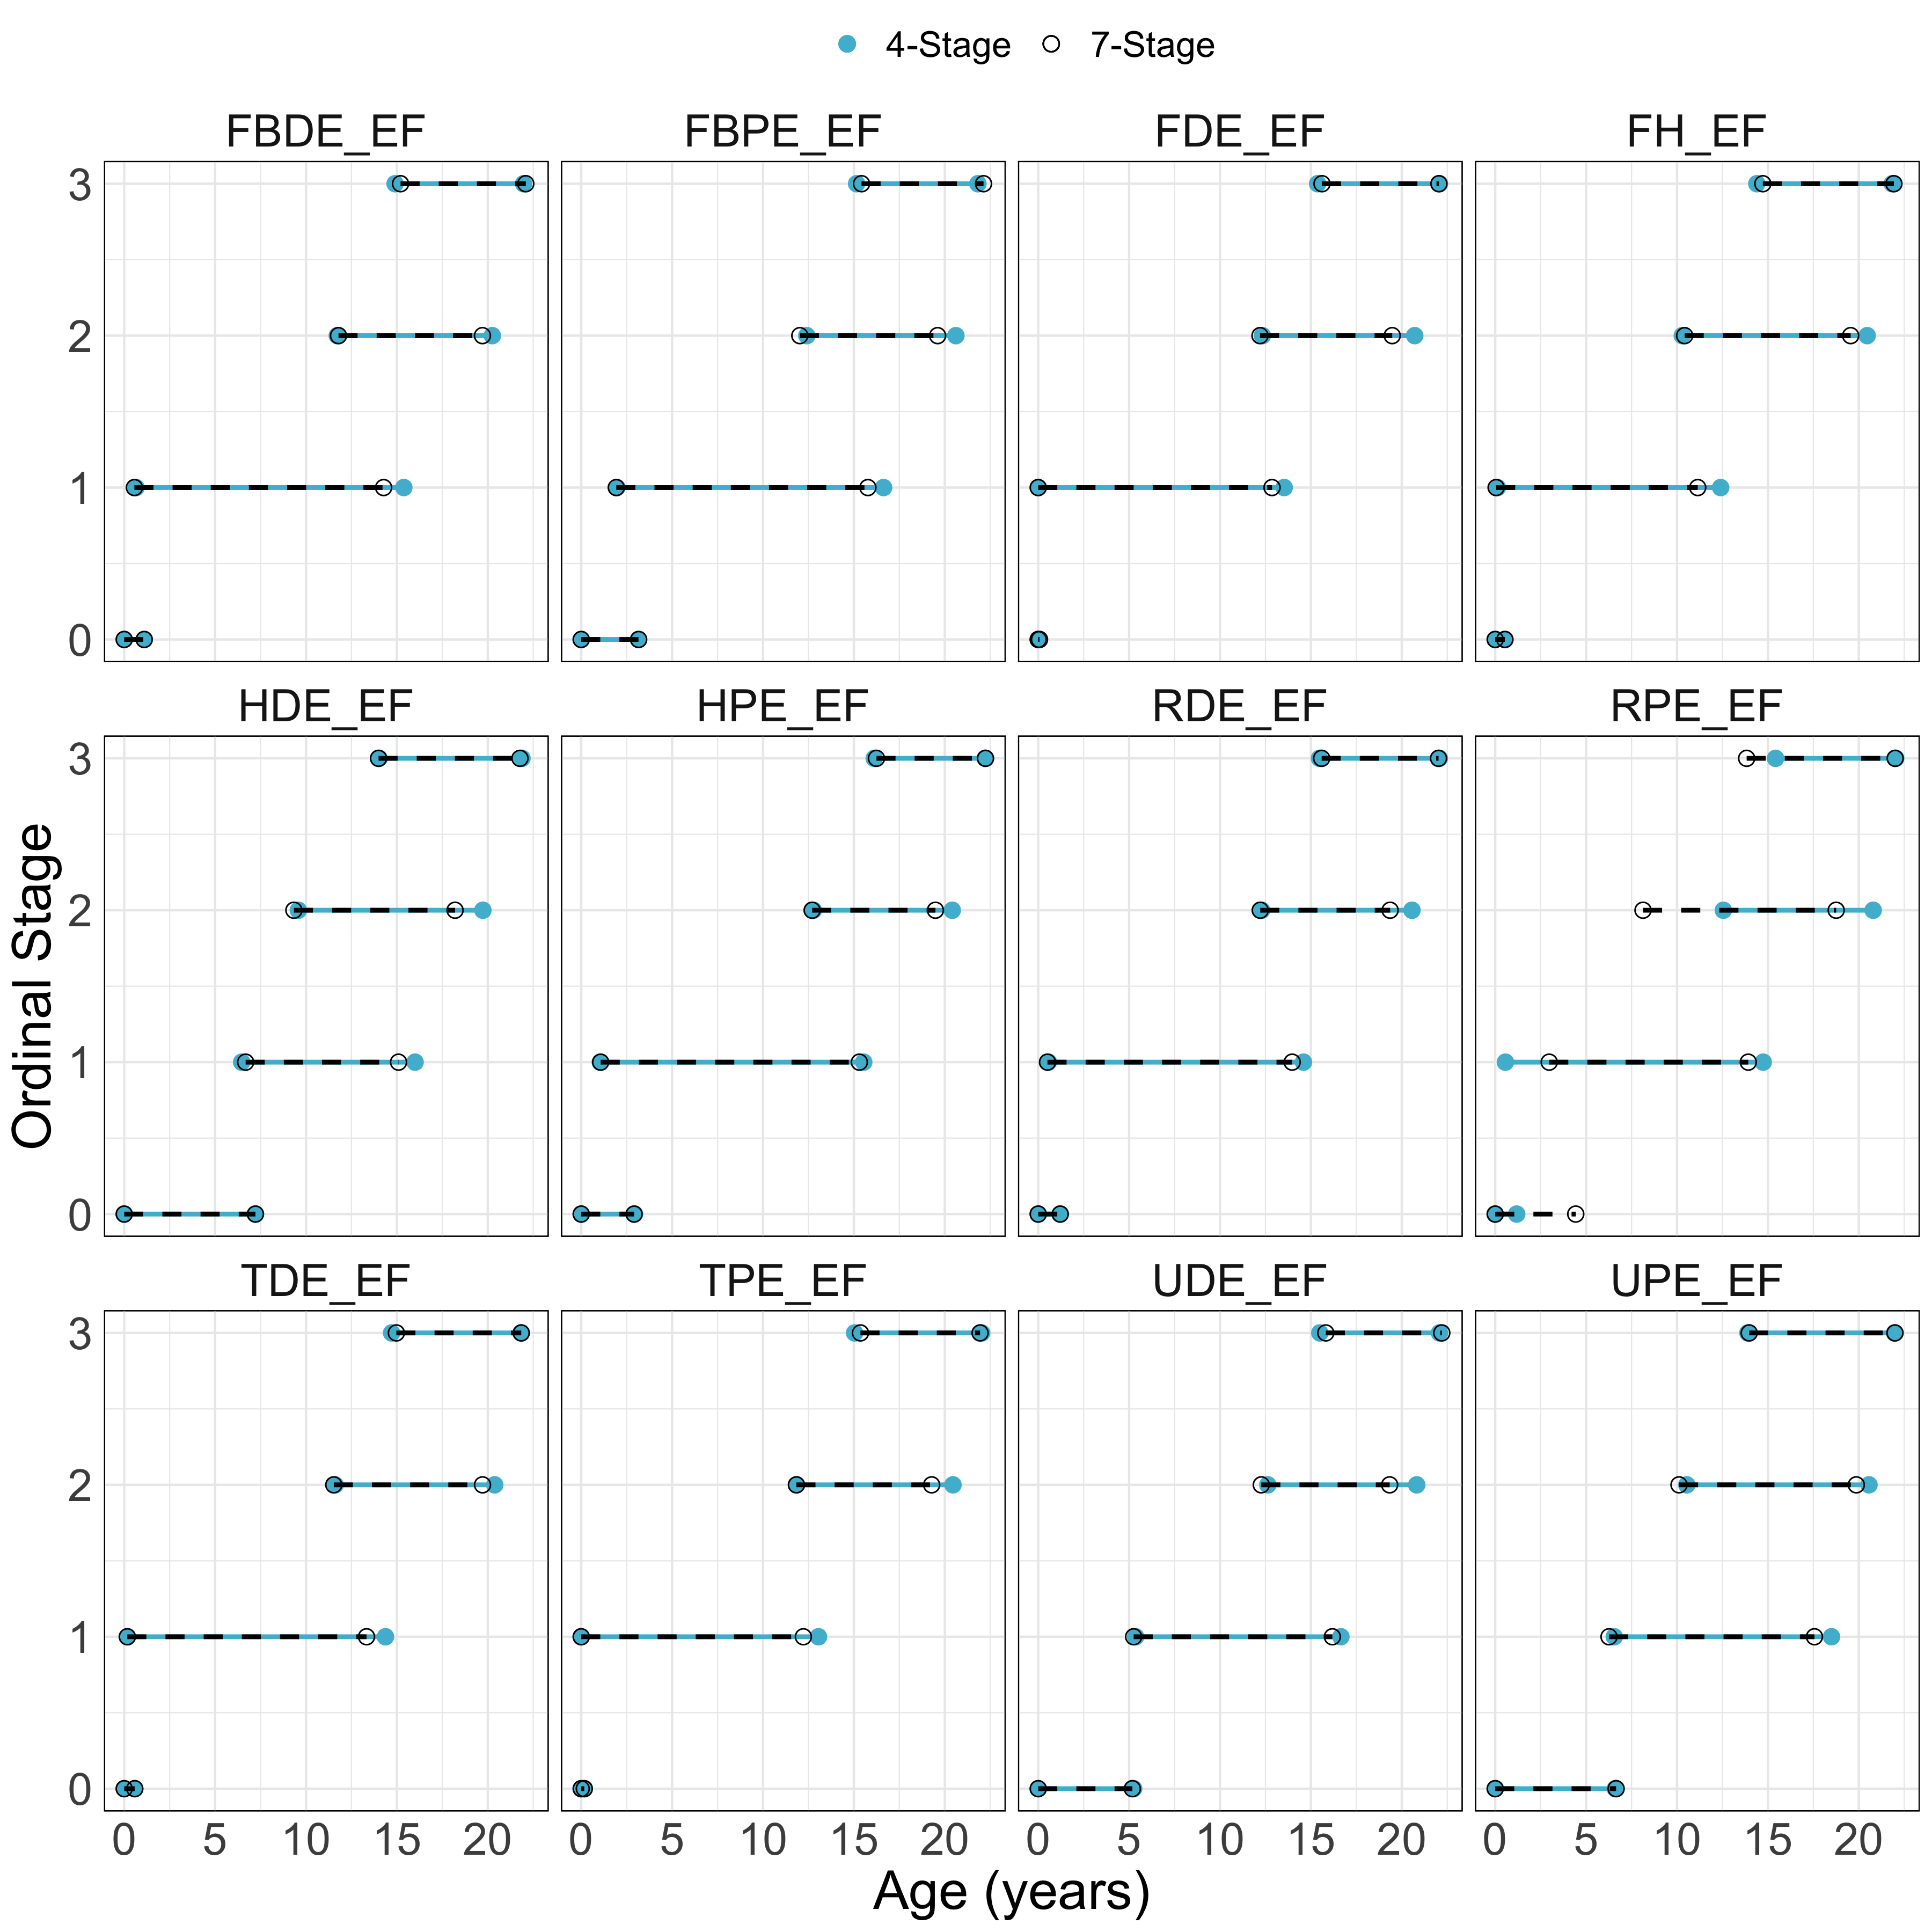 4-Stage 7-Stage
FBDE_EF FBPE_EF FDE_EF FH_EF
3
2
1
0
HDE_EF HPE_EF RDE_EF RPE_EF
3
2
1
0
TDE_EF TPE_EF UDE_EF UPE_EF
3
2
1
0
Ordinal Stage
0 5 10 15 20 0 5 10 15 20 0 5 10 15 20 0 5 10 15 20
Age (years)